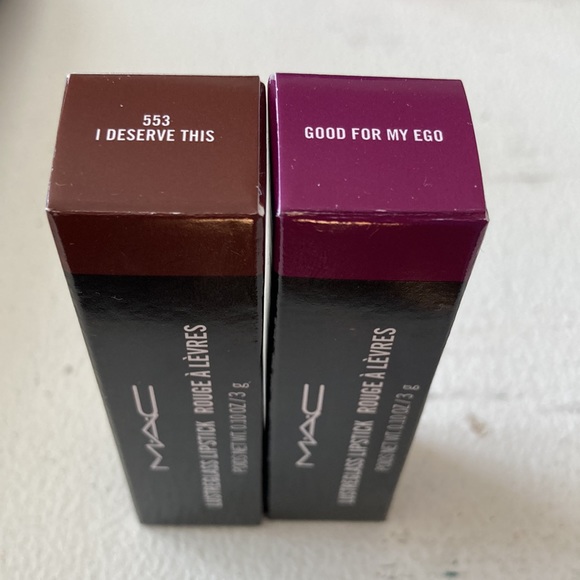 553
I DESERVE THIS
GOOD FOR MY EGO
MAC
LUSTREGLASS LIPSTICK ROUGE À LÈVRES
POIDS NET WT. 0.10 OZ / 3 g
MAC
LUSTREGLASS LIPSTICK ROUGE À LÈVRES
POIDS NET WT. 0.10 OZ / 3 g